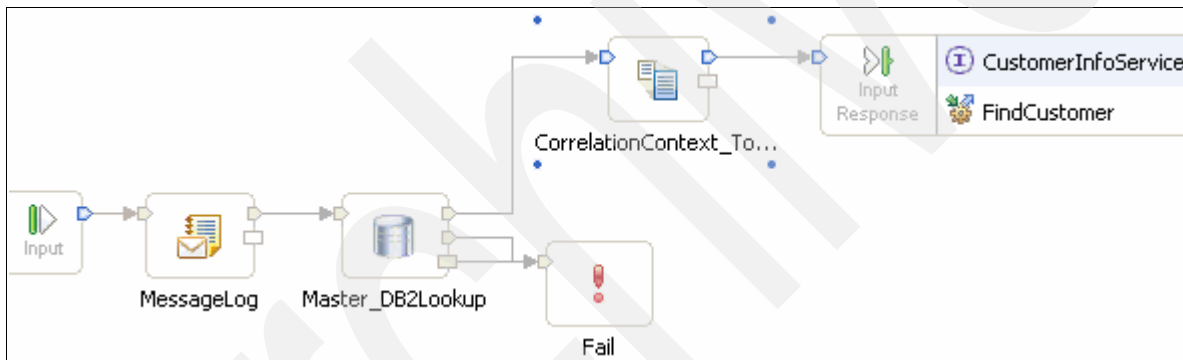 CustomerInfoService
Input
Response
FindCustomer
CorrelationContext_To...
Input
MessageLog
Master_DB2Lookup
Fail